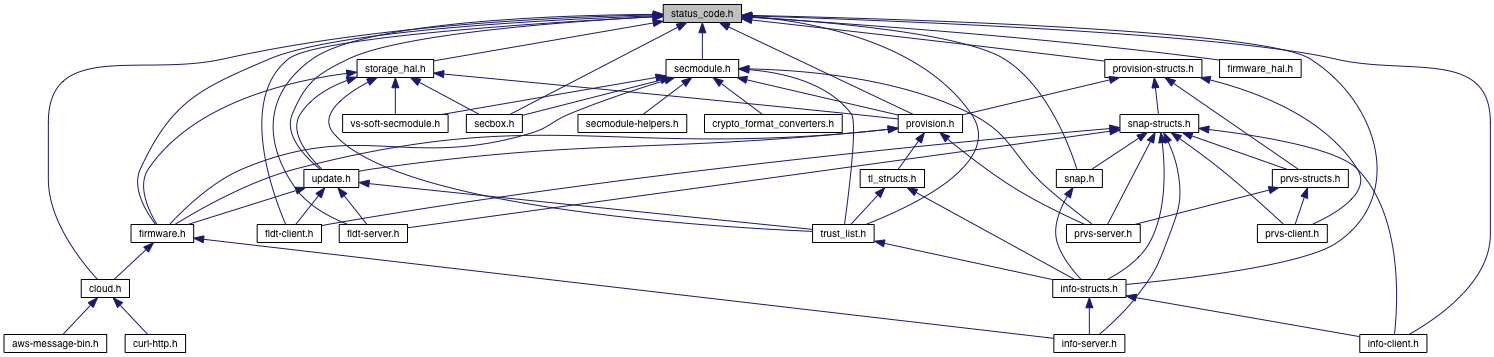 status_code.h
storage_hal.h
secmodule.h
provision-structs.h
firmware_hal.h
vs-soft-secmodule.h
secbox.h
secmodule-helpers.h
crypto_format_converters.h
provision.h
snap-structs.h
update.h
tl_structs.h
snap.h
prvs-structs.h
firmware.h
fldt-client.h
fldt-server.h
trust_list.h
prvs-server.h
prvs-client.h
cloud.h
info-structs.h
aws-message-bin.h
curl-http.h
info-server.h
info-client.h